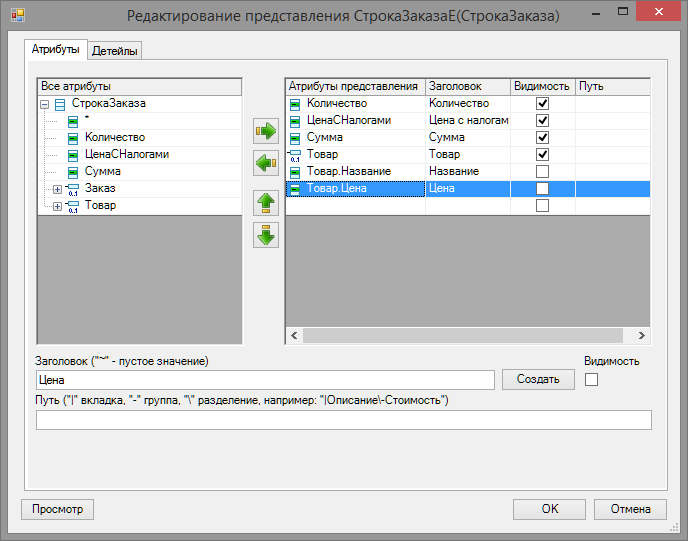 Редактирование представления СтрокаЗаказаE(СтрокаЗаказа)
Атрибуты Детейлы
Все атрибуты
СтрокаЗаказа
*
Количество
ЦенаСНалогами
Сумма
Заказ
Товар
Атрибуты представления Заголовок Видимость Путь
Количество Количество
ЦенаСНалогами Цена с налогам
Сумма Сумма
Товар Товар
Товар.Название Название
Товар.Цена Цена
Заголовок ("~" - пустое значение) Видимость
Цена Создать
Путь ("|" вкладка, "-" группа, "\" разделение, например: "|Описание\-Стоимость")
Просмотр OK Отмена